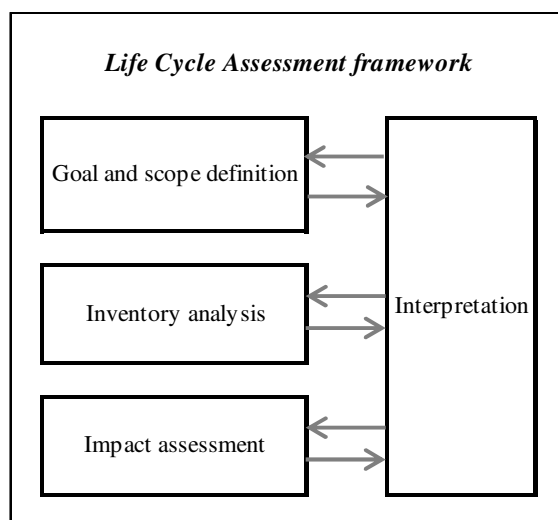 Life Cycle Assessment framework
Goal and scope definition
Inventory analysis
Interpretation
Impact assessment